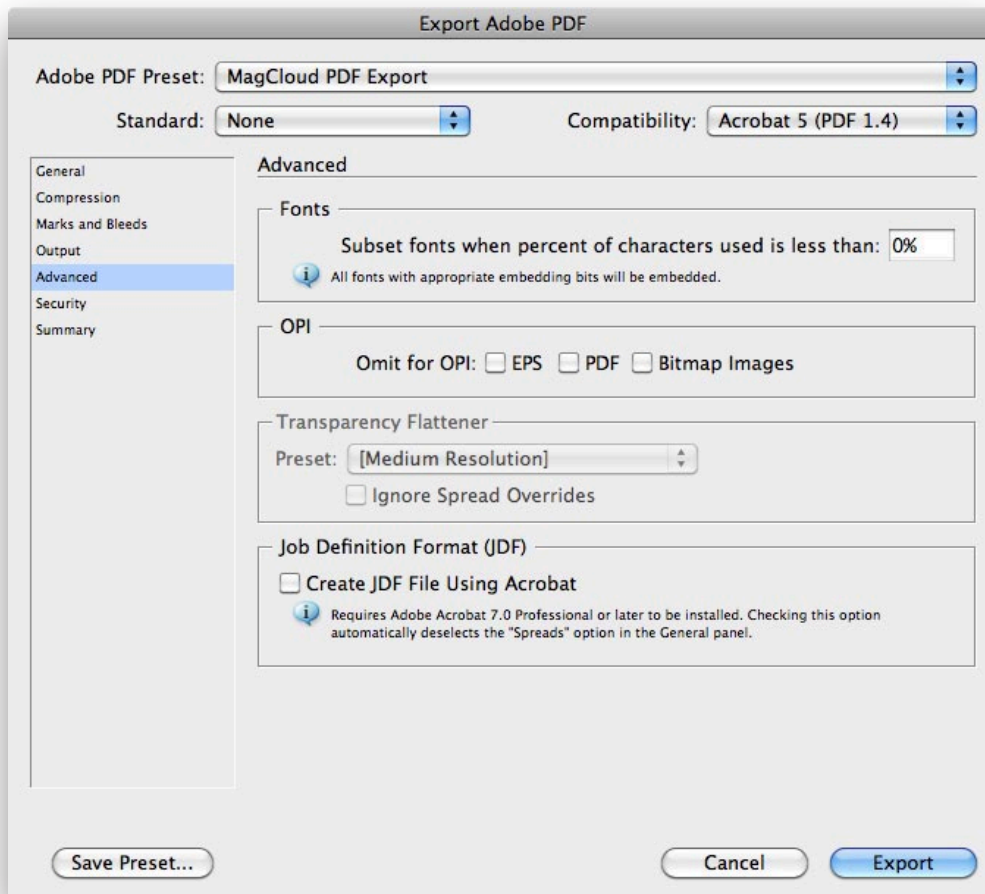 Export Adobe PDF
Adobe PDF Preset: MagCloud PDF Export
Standard: None Compatibility: Acrobat 5 (PDF 1.4)
General
Compression
Marks and Bleeds
Output
Advanced
Security
Summary
Advanced
Fonts
Subset fonts when percent of characters used is less than: 0%
All fonts with appropriate embedding bits will be embedded.
OPI
Omit for OPI: EPS PDF Bitmap Images
Transparency Flattener
Preset: [Medium Resolution]
Ignore Spread Overrides
Job Definition Format (JDF)
Create JDF File Using Acrobat
Requires Adobe Acrobat 7.0 Professional or later to be installed. Checking this option
automatically deselects the "Spreads" option in the General panel.
Save Preset... Cancel Export